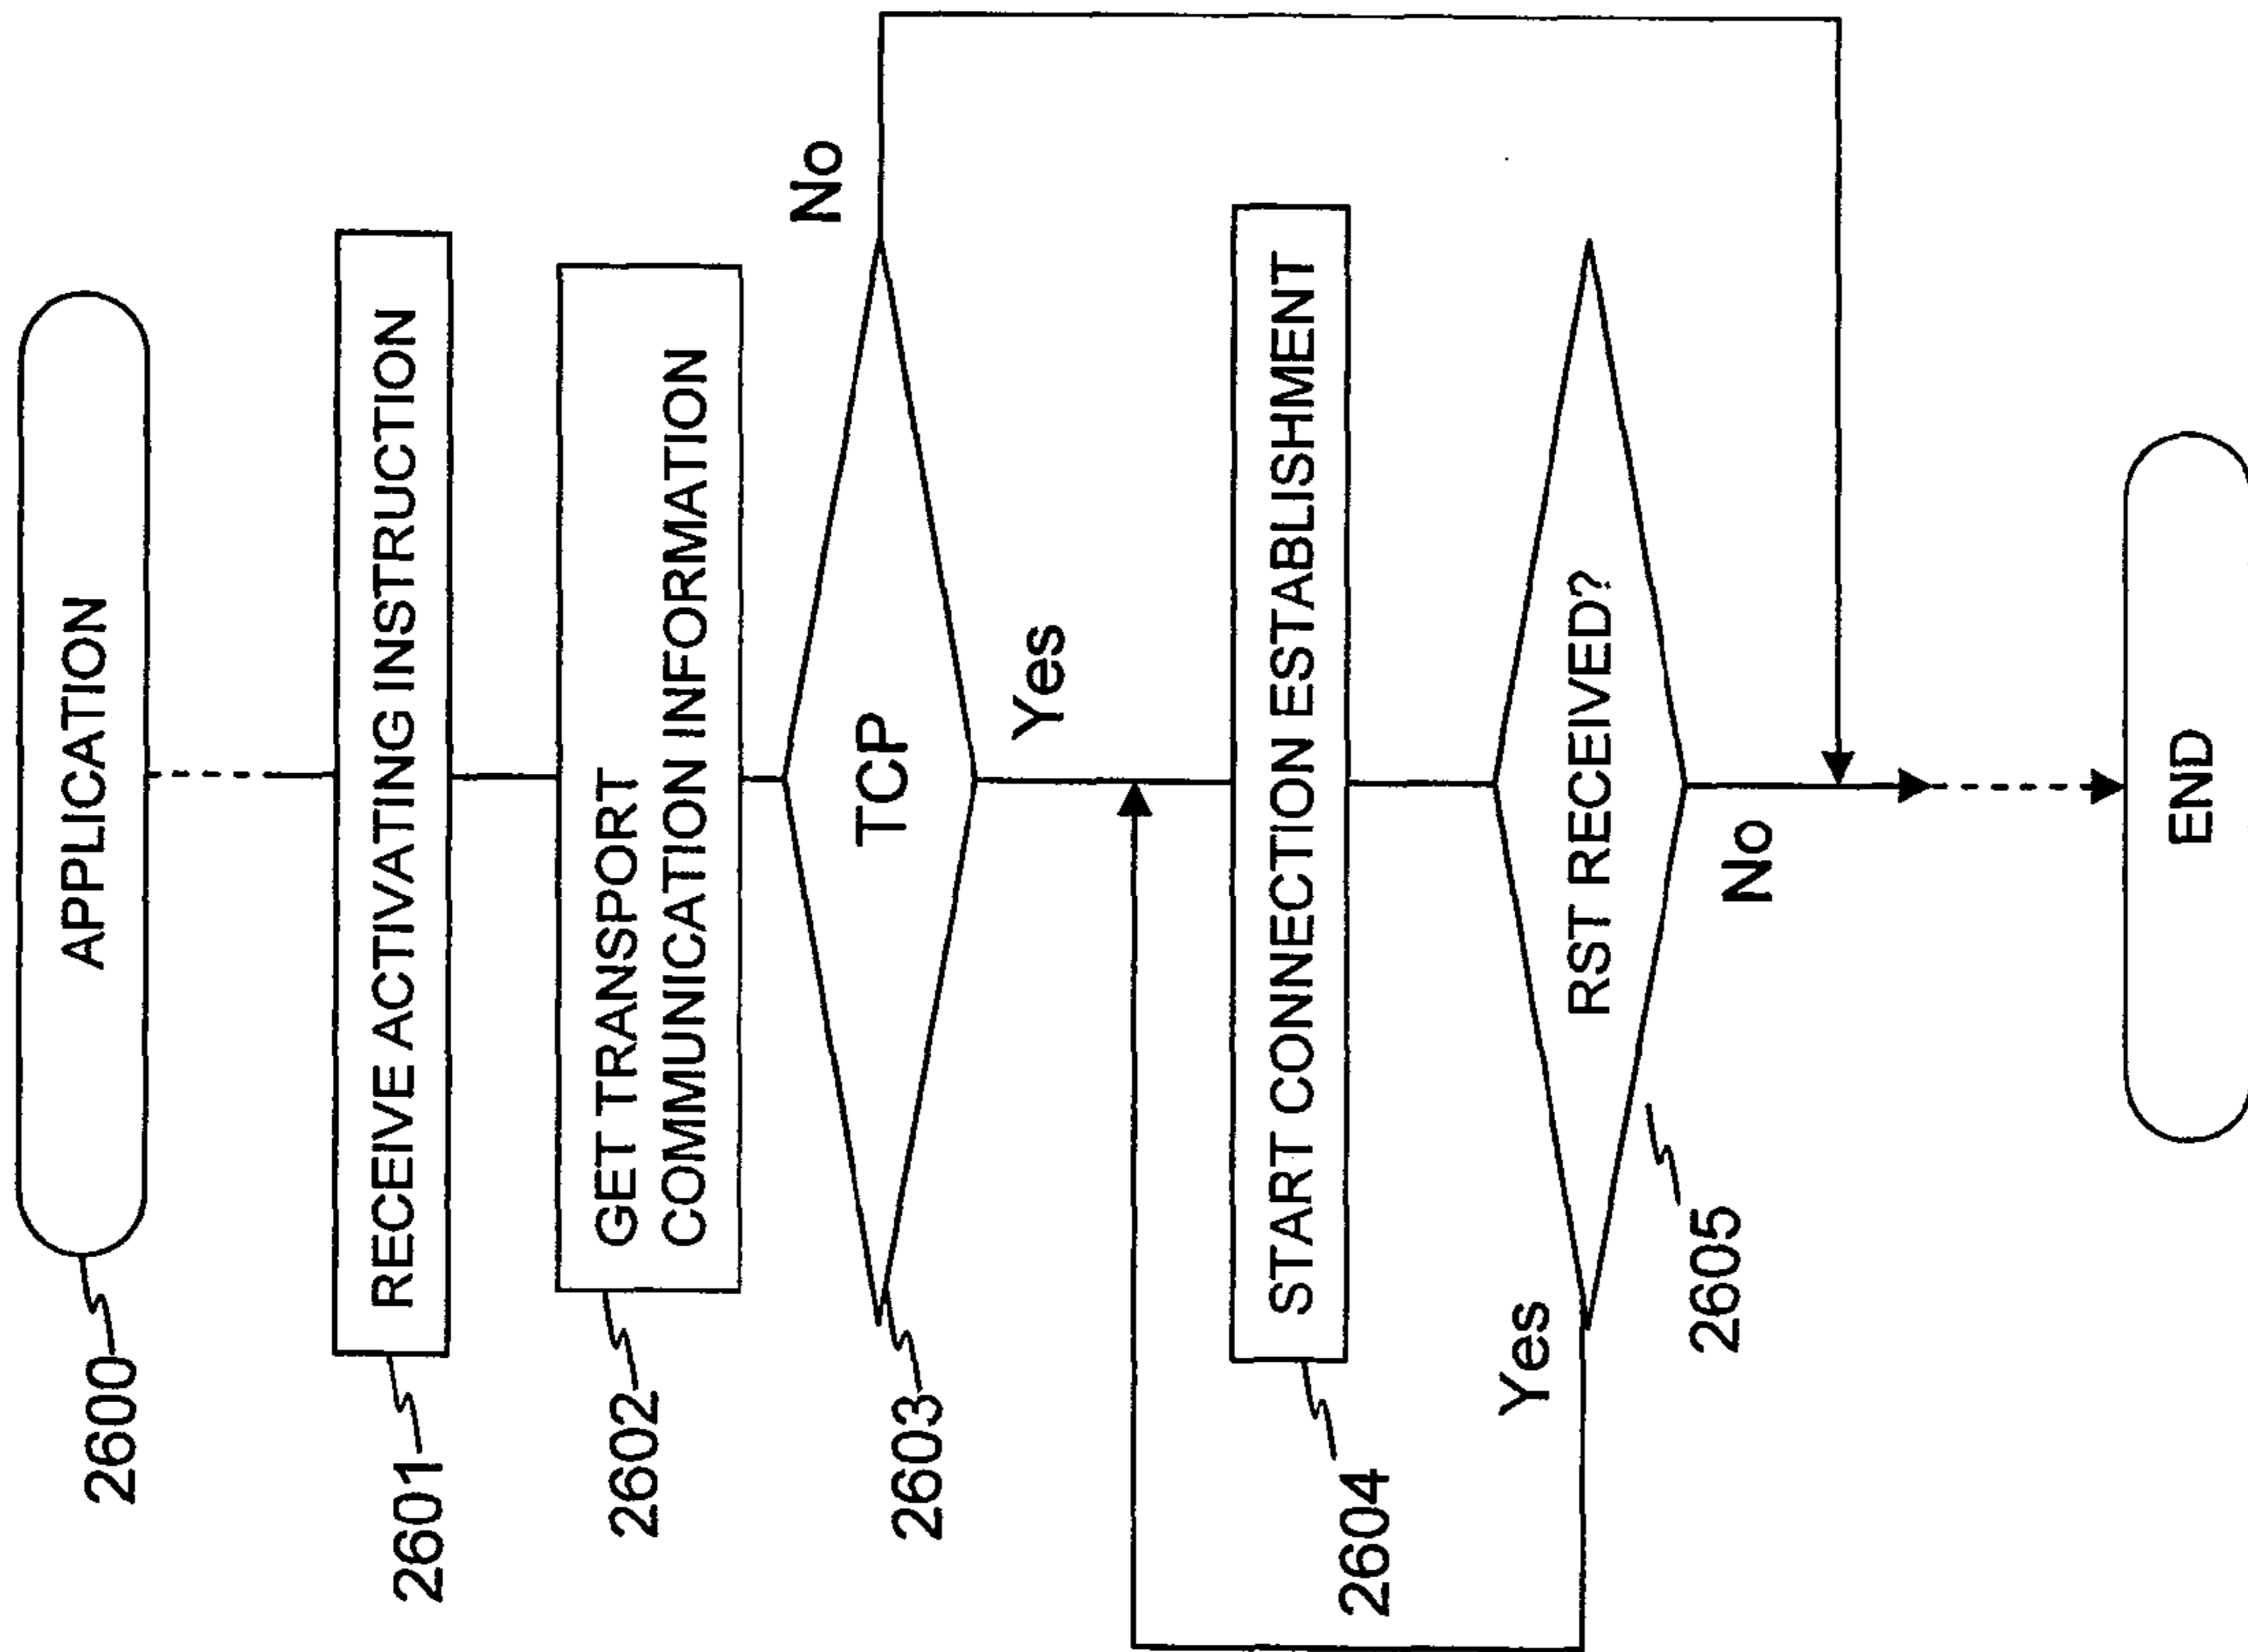 APPLICATION
2600
RECEIVE ACTIVATING INSTRUCTION
2601
GET TRANSPORT
COMMUNICATION INFORMATION
2602
TCP
2603
No
Yes
START CONNECTION ESTABLISHMENT
2604
RST RECEIVED?
2605
Yes
No
END